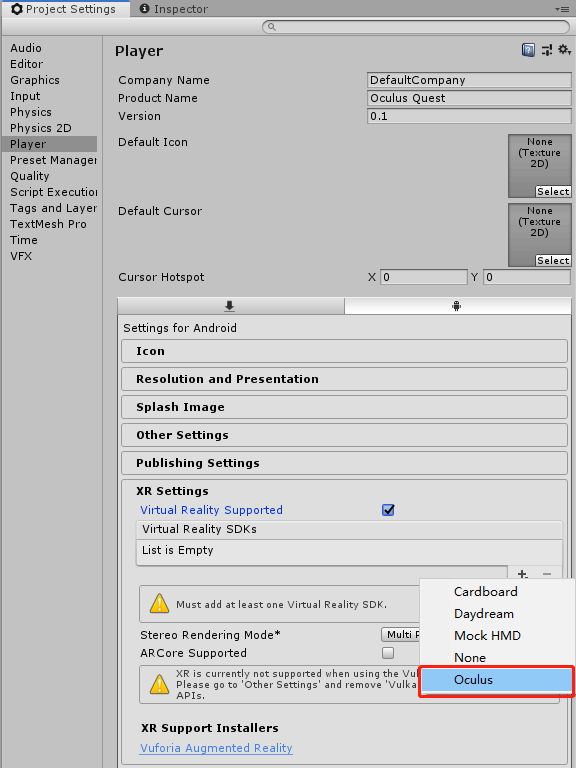 Project Settings
Inspector
Audio
Editor
Graphics
Input
Physics
Physics 2D
Player
Preset Manager
Quality
Script Execution
Tags and Layer
TextMesh Pro
Time
VFX
Player
Company Name
DefaultCompany
Product Name
Oculus Quest
Version
0.1
Default Icon
None
(Texture
2D)
Select
Default Cursor
None
(Texture
2D)
Select
Cursor Hotspot
X 0 Y 0
Settings for Android
Icon
Resolution and Presentation
Splash Image
Other Settings
Publishing Settings
XR Settings
Virtual Reality Supported
Virtual Reality SDKs
List is Empty
Must add at least one Virtual Reality SDK.
Stereo Rendering Mode*
Multi P
ARCore Supported
XR is currently not supported when using the Vul
Please go to 'Other Settings' and remove 'Vulka
APIs.
XR Support Installers
Vuforia Augmented Reality
Cardboard
Daydream
Mock HMD
None
Oculus